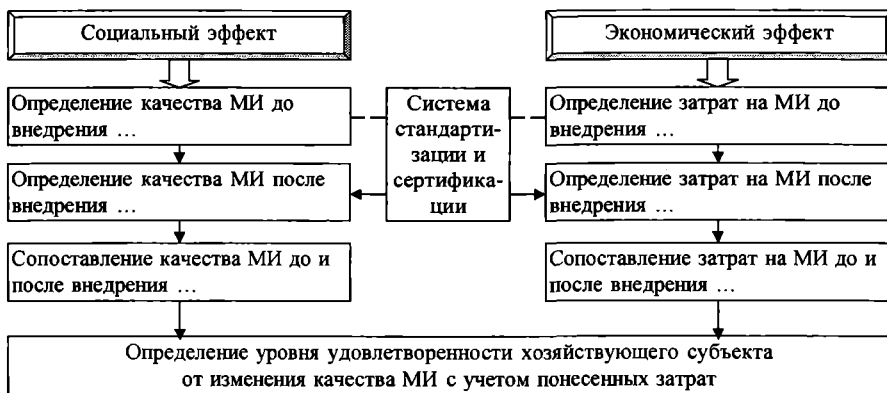 Социальный эффект
Экономический эффект
Определение качества МИ до
внедрения ...
Система
стандарти-
зации и
сертифика-
ции
Определение затрат на МИ до
внедрения ...
Определение качества МИ после
внедрения ...
Определение затрат на МИ после
внедрения ...
Сопоставление качества МИ до и
после внедрения ...
Сопоставление затрат на МИ до и
после внедрения ...
Определение уровня удовлетворенности хозяйствующего субъекта
от изменения качества МИ с учетом понесенных затрат